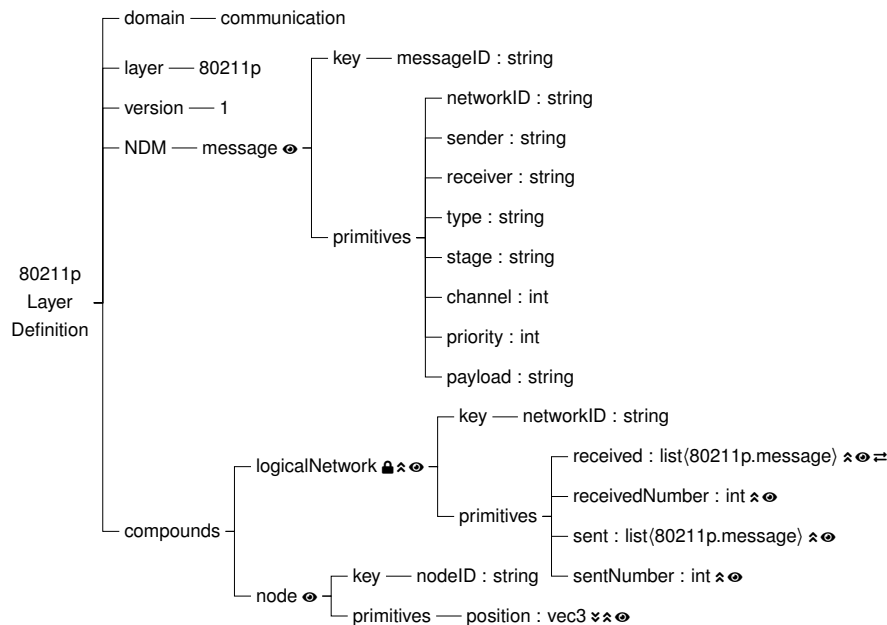 domain communication
layer 80211p
version 1
NDM message
key messageID : string
primitives
networkID : string
sender : string
receiver : string
type : string
stage : string
channel : int
priority : int
payload : string
80211p
Layer
Definition
compounds
logicalNetwork
key networkID : string
primitives
received : list⟨80211p.message⟩
receivedNumber : int
sent : list⟨80211p.message⟩
sentNumber : int
node
key nodeID : string
primitives position : vec3